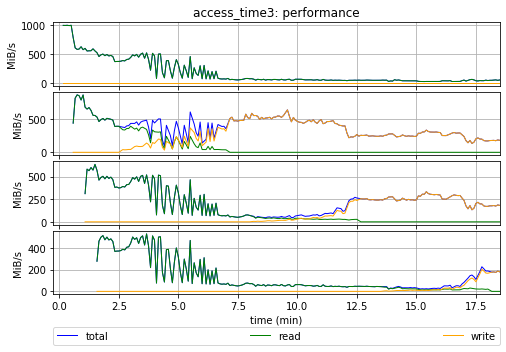 access_time3: performance
1000
500
0
MiB/s
500
0
MiB/s
500
250
0
MiB/s
400
200
0
MiB/s
0.0 2.5 5.0 7.5 10.0 12.5 15.0 17.5
time (min)
total read write